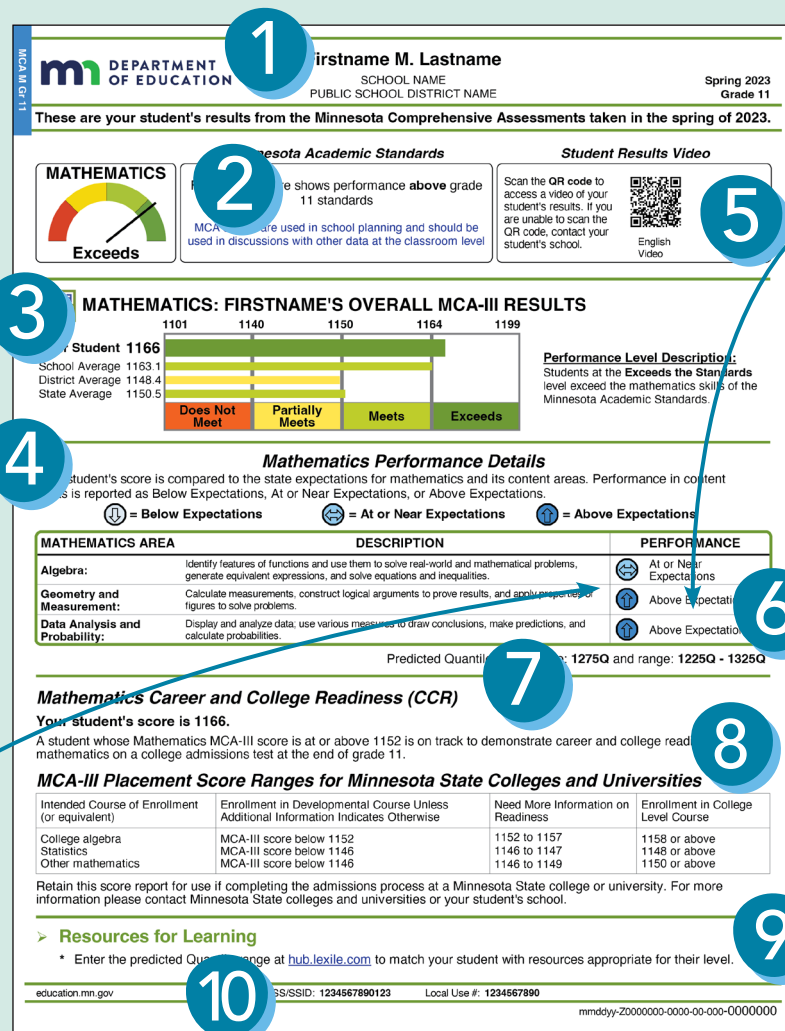 MCA M Gr 11
1
DEPARTMENT
OF EDUCATION
irstname M. Lastname
SCHOOL NAME
PUBLIC SCHOOL DISTRICT NAME
Spring 2023
Grade 11
These are your student's results from the Minnesota Comprehensive Assessments taken in the spring of 2023.
nesota Academic Standards
Student Results Video
MATHEMATICS
Exceeds
2
shows performance above grade
11 standards
MCA are used in school planning and should be
used in discussions with other data at the classroom level
Scan the QR code to
access a video of your
student's results. If you
are unable to scan the
QR code, contact your
student's school.
English
Video
5
3
MATHEMATICS: FIRSTNAME'S OVERALL MCA-III RESULTS
1101 1140 1150 1164 1199
Student 1166
School Average 1163.1
District Average 1148.4
State Average 1150.5
Does Not
Meet
Partially
Meets
Meets
Exceeds
Performance Level Description:
Students at the Exceeds the Standards
level exceed the mathematics skills of the
Minnesota Academic Standards.
4
Mathematics Performance Details
student's score is compared to the state expectations for mathematics and its content areas. Performance in content
is reported as Below Expectations, At or Near Expectations, or Above Expectations.
= Below Expectations = At or Near Expectations = Above Expectations
MATHEMATICS AREA DESCRIPTION PERFORMANCE
Algebra:
Identify features of functions and use them to solve real-world and mathematical problems,
generate equivalent expressions, and solve equations and inequalities.
At or Near
Expectations
Geometry and
Measurement:
Calculate measurements, construct logical arguments to prove results, and apply properties of
figures to solve problems.
Above Expectati
6
Data Analysis and
Probability:
Display and analyze data; use various measures to draw conclusions, make predictions, and
calculate probabilities.
Above Expectation
Predicted Quantil : 1275Q and range: 1225Q - 1325Q
7
Mathematics Career and College Readiness (CCR)
Your student's score is 1166.
A student whose Mathematics MCA-III score is at or above 1152 is on track to demonstrate career and college readi
mathematics on a college admissions test at the end of grade 11.
8
MCA-III Placement Score Ranges for Minnesota State Colleges and Universities
Intended Course of Enrollment
(or equivalent)
Enrollment in Developmental Course Unless
Additional Information Indicates Otherwise
Need More Information on
Readiness
Enrollment in College
Level Course
College algebra MCA-III score below 1152 1152 to 1157 1158 or above
Statistics MCA-III score below 1146 1146 to 1147 1148 or above
Other mathematics MCA-III score below 1146 1146 to 1149 1150 or above
Retain this score report for use if completing the admissions process at a Minnesota State college or university. For more
information please contact Minnesota State colleges and universities or your student's school.
9
Resources for Learning
* Enter the predicted Qua ange at hub.lexile.com to match your student with resources appropriate for their level.
10
education.mn.gov SS/SSID: 1234567890123 Local Use #: 1234567890
mmddyy-Z0000000-0000-00-000-0000000